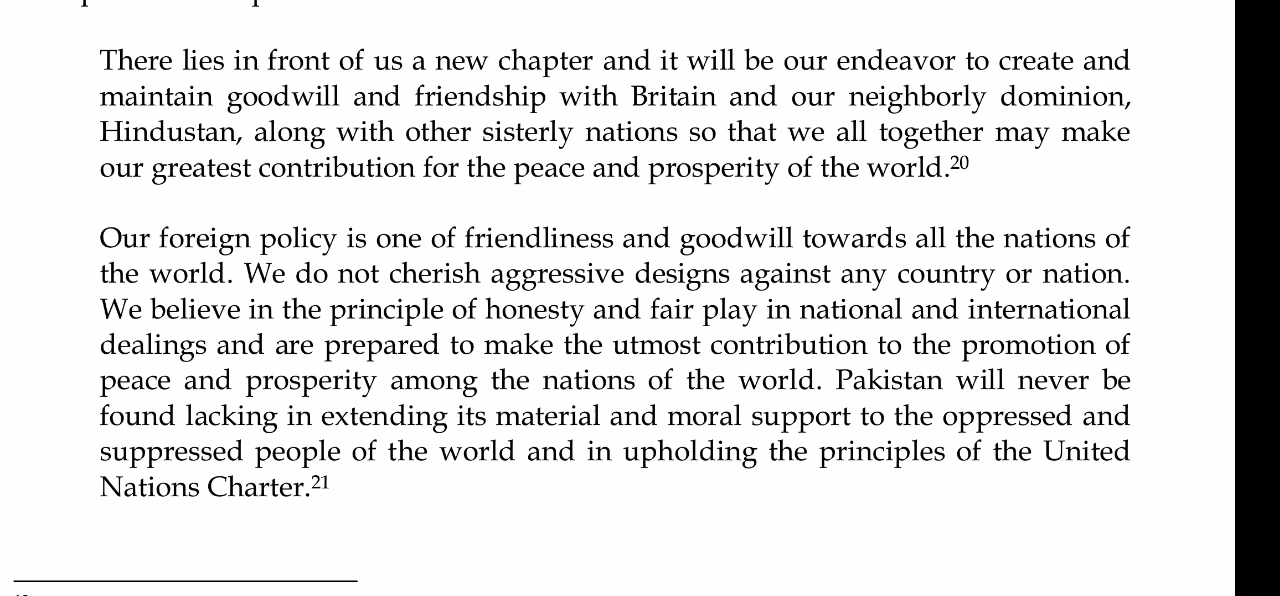 There lies in front of us a new chapter and it will be our endeavor to create and
maintain goodwill and friendship with Britain and our neighborly dominion,
Hindustan, along with other sisterly nations so that we all together may make
our greatest contribution for the peace and prosperity of the world.20
Our foreign policy is one of friendliness and goodwill towards all the nations of
the world. We do not cherish aggressive designs against any country or nation.
We believe in the principle of honesty and fair play in national and international
dealings and are prepared to make the utmost contribution to the promotion of
peace and prosperity among the nations of the world. Pakistan will never be
found lacking in extending its material and moral support to the oppressed and
suppressed people of the world and in upholding the principles of the United
Nations Charter.21